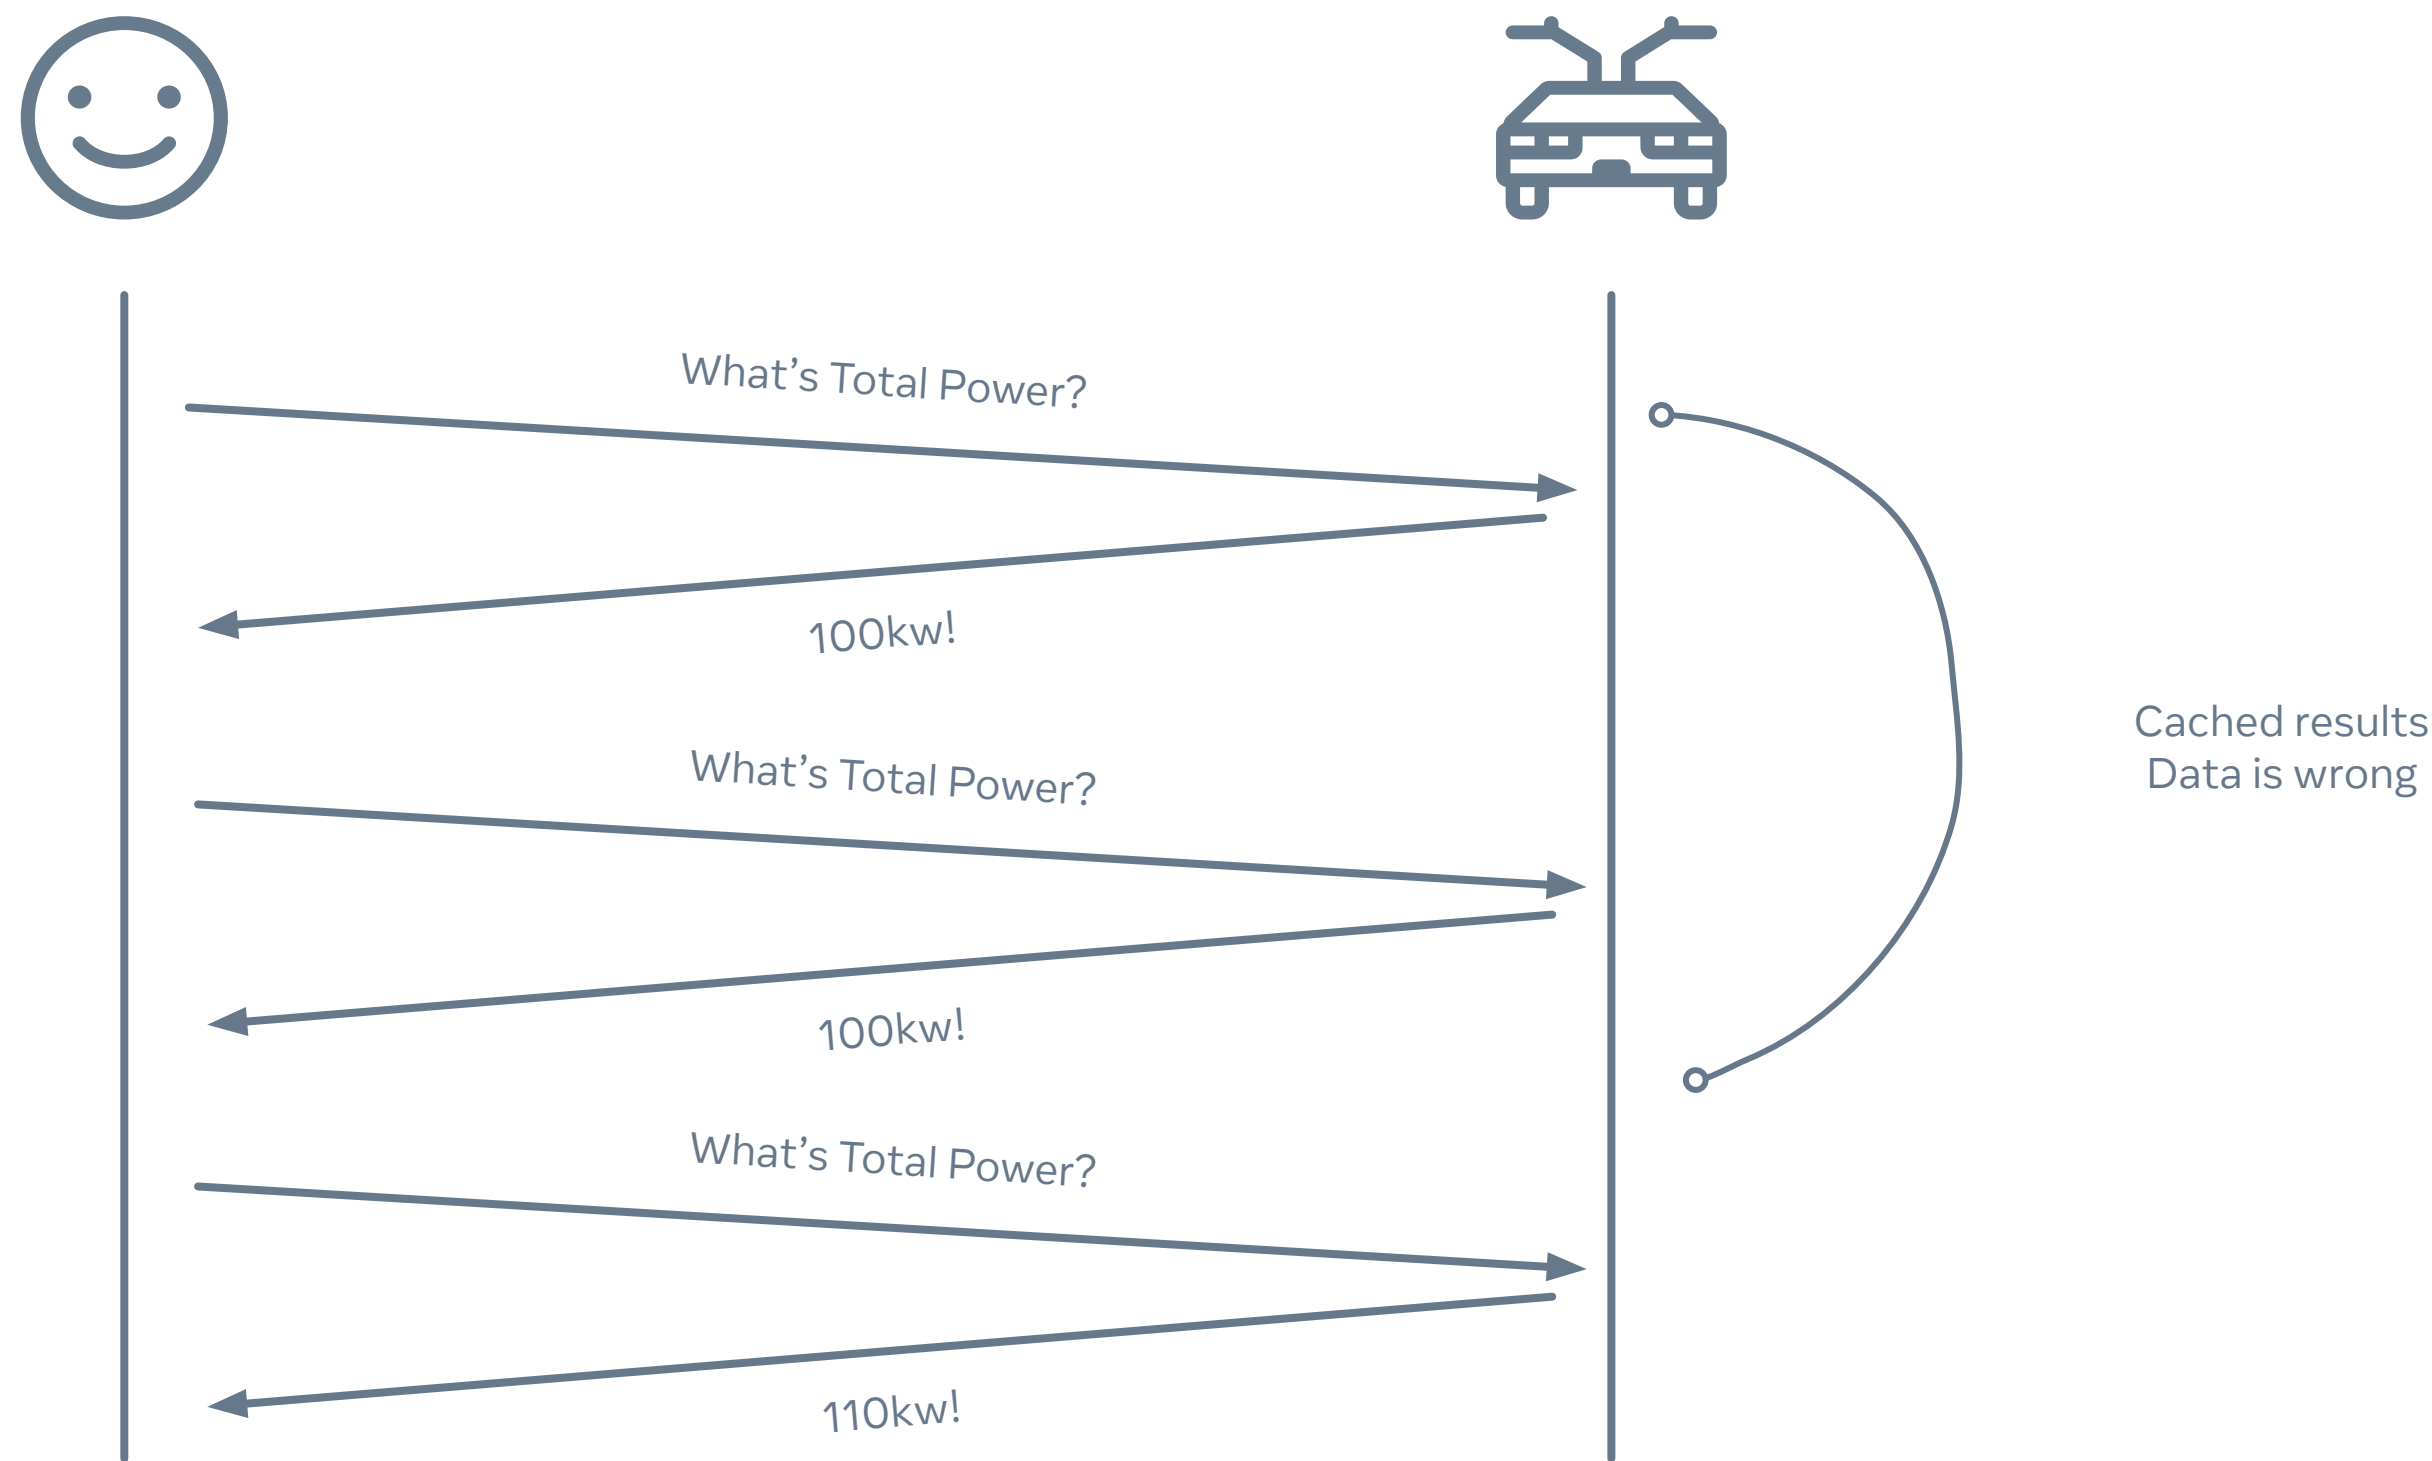 What’s Total Power?
100kw!
Cached results
Data is wrong
What’s Total Power?
100kw!
What’s Total Power?
110kw!